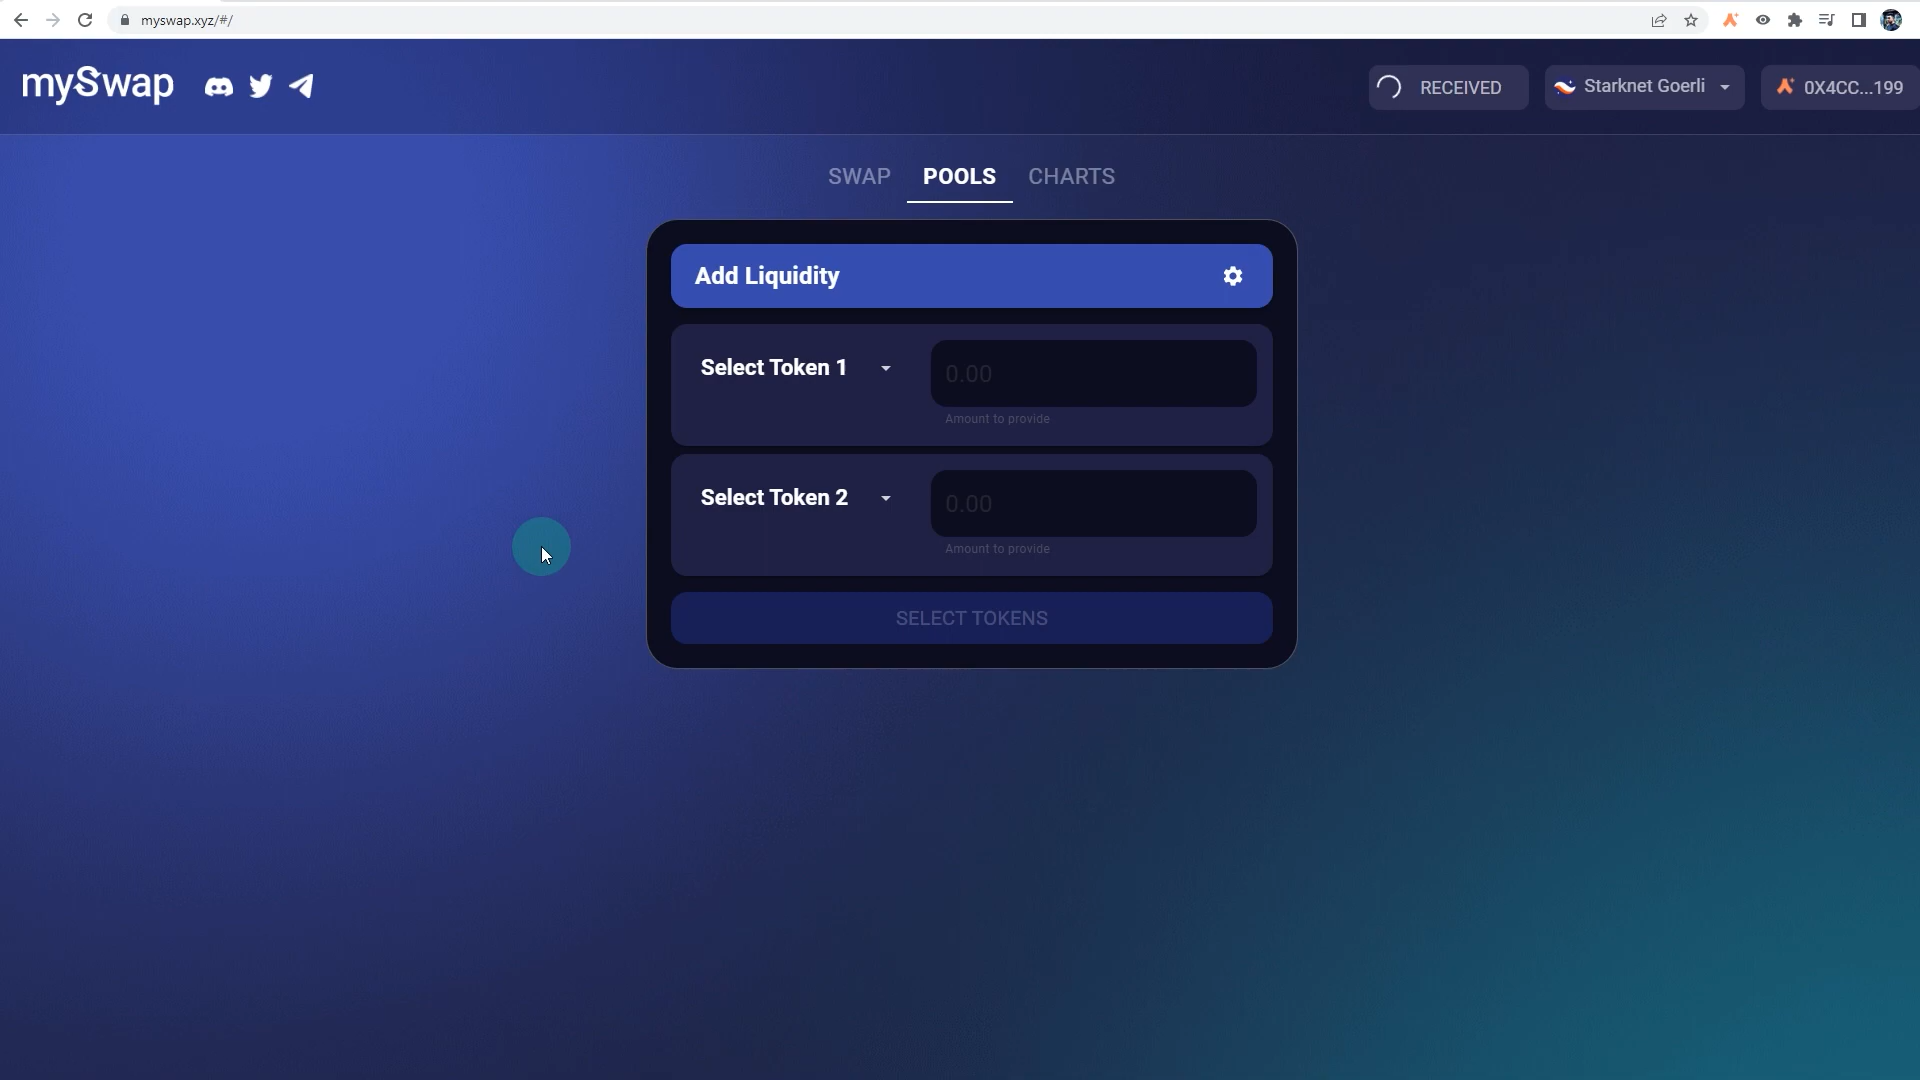 myswap.xyz/#/
mySwap
RECEIVED
Starknet Goerli
0X4CC...199
SWAP
POOLS
CHARTS
Add Liquidity
Select Token 1
0.00
Amount to provide
Select Token 2
0.00
Amount to provide
SELECT TOKENS